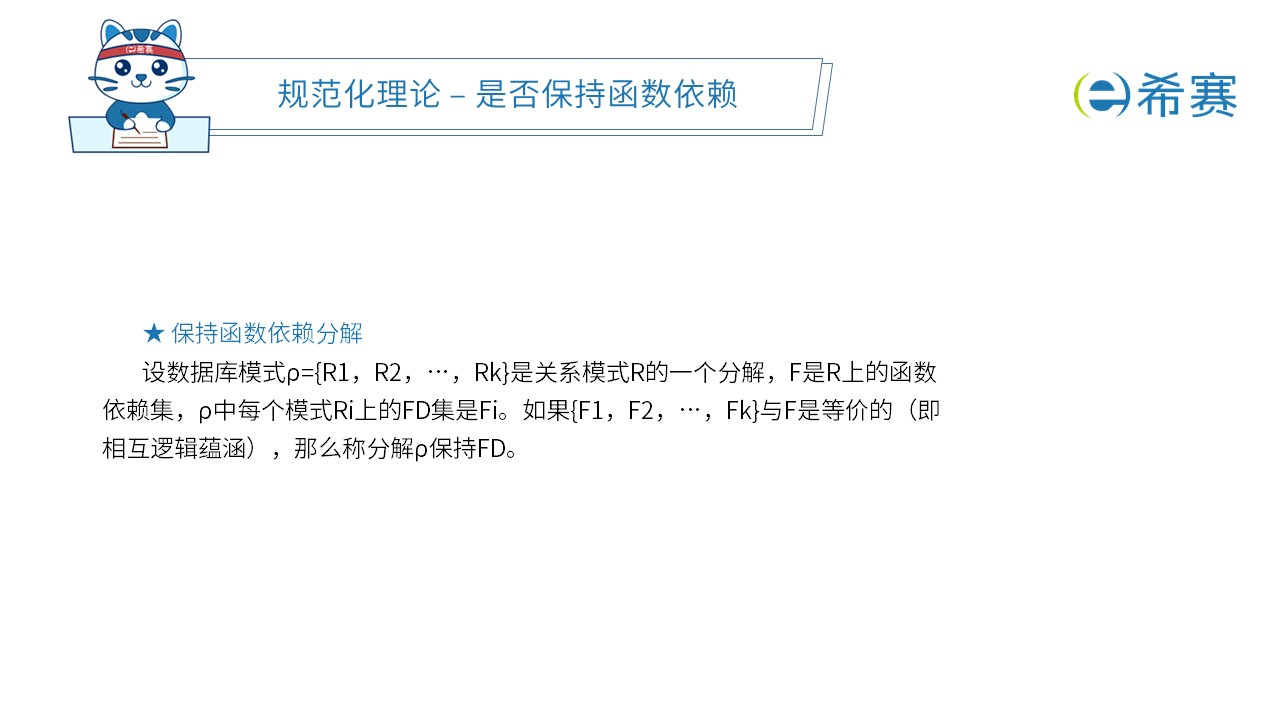 希赛
规范化理论 – 是否保持函数依赖
希赛
★ 保持函数依赖分解
设数据库模式ρ={R1，R2，…，Rk}是关系模式R的一个分解，F是R上的函数
依赖集，ρ中每个模式Ri上的FD集是Fi。如果{F1，F2，…，Fk}与F是等价的（即
相互逻辑蕴涵），那么称分解ρ保持FD。